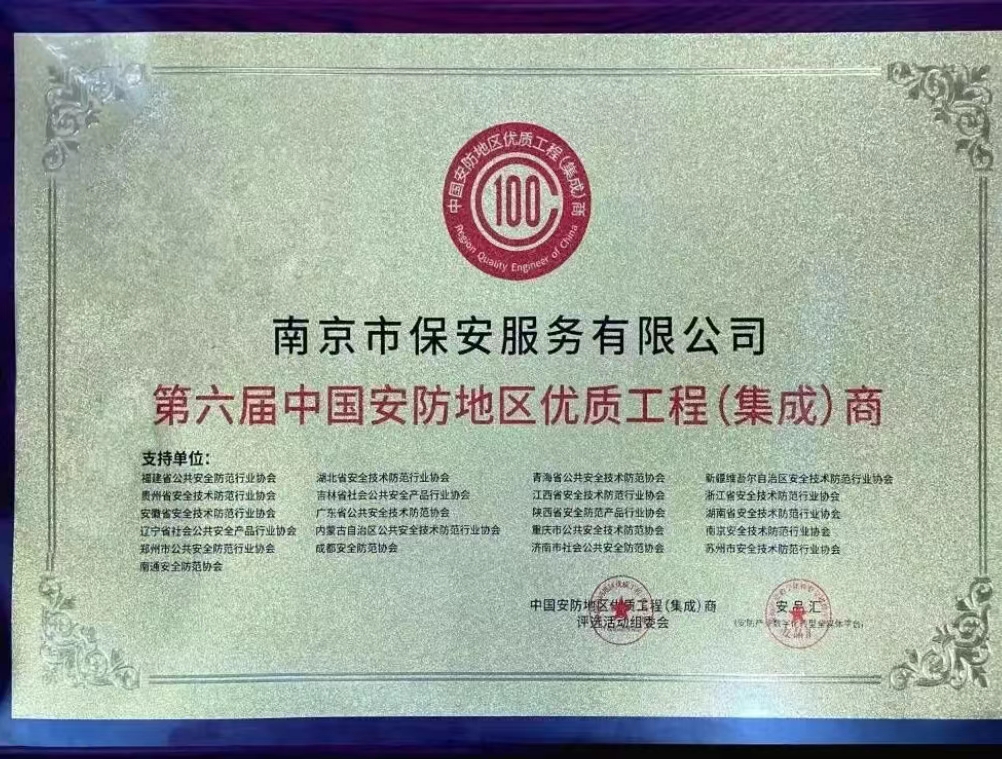 中国安防地区优质工程(集成)商
100
Region Quality Engineer of China
南京市保安服务有限公司
第六届中国安防地区优质工程(集成)商
支持单位：
福建省公共安全防范行业协会 湖北省安全技术防范行业协会 青海省公共安全技术防范协会 新疆维吾尔自治区安全技术防范行业协会
贵州省安全技术防范行业协会 吉林省社会公共安全产品行业协会 江西省安全技术防范行业协会 浙江省安全技术防范行业协会
安徽省安全技术防范行业协会 广东省公共安全技术防范协会 陕西省安全防范产品行业协会 湖南省安全技术防范行业协会
辽宁省社会公共安全产品行业协会 内蒙古自治区公共安全技术防范行业协会 重庆市公共安全技术防范协会 南京安全技术防范行业协会
郑州市公共安全防范行业协会 成都安全防范协会 济南市社会公共安全防范协会 苏州市安全技术防范行业协会
南通安全防范协会
中国安防地区优质工程(集成)商 安品汇
评选活动组委会